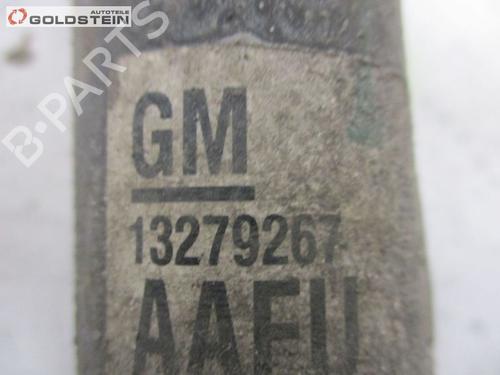 AUTOTEILE
GOLDSTEIN
B-PARTS
GM
13279267
AAFU